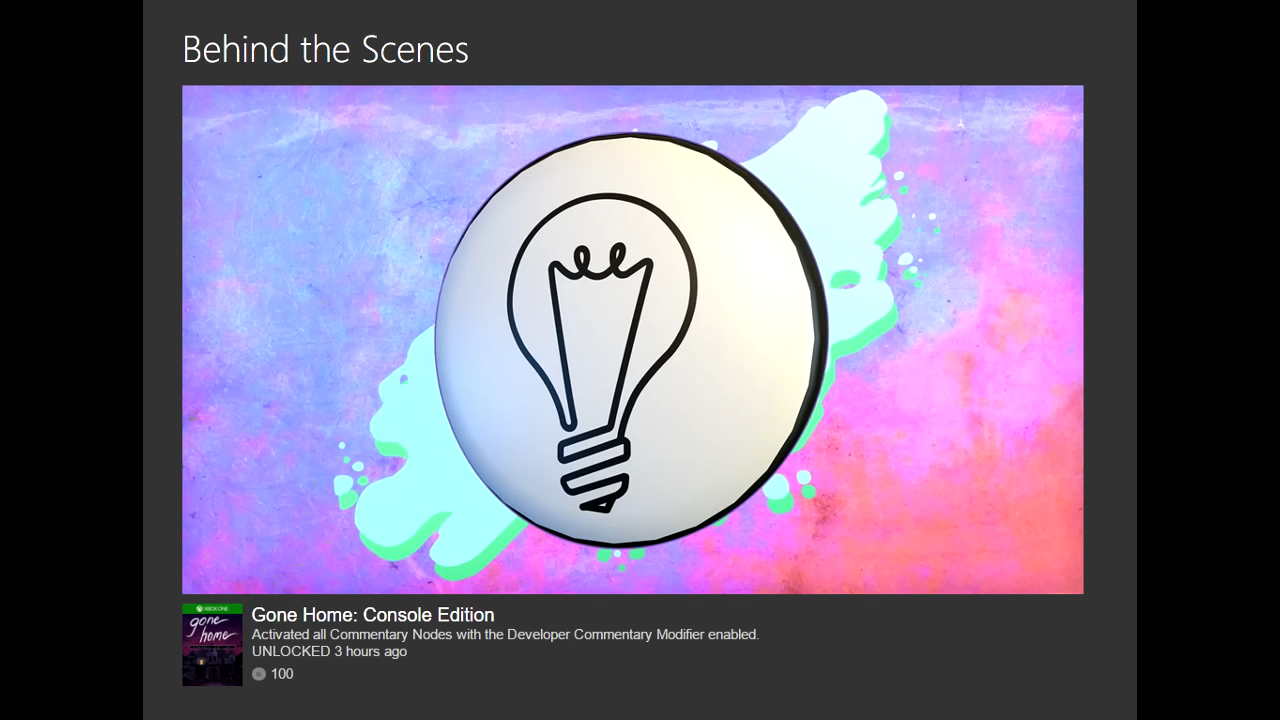 Behind the Scenes
XBOX ONE
gone
home
Gone Home: Console Edition
Activated all Commentary Nodes with the Developer Commentary Modifier enabled.
UNLOCKED 3 hours ago
G 100